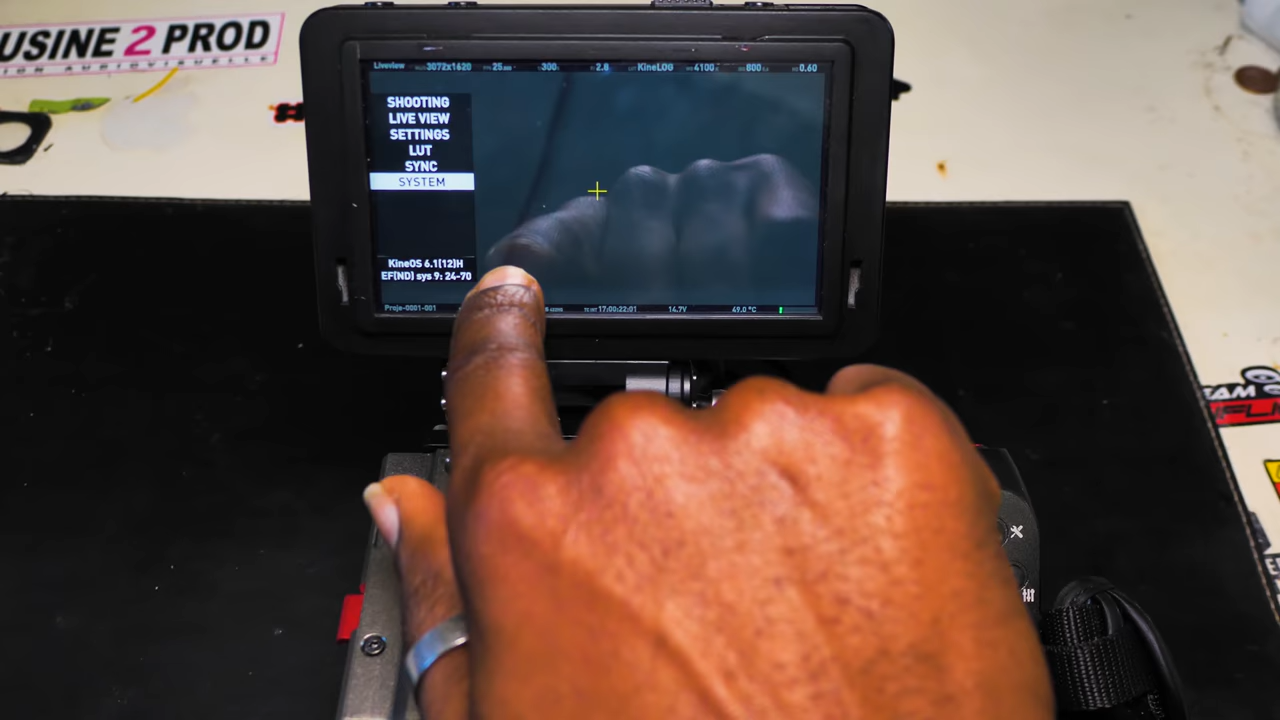 USINE 2 PROD
ION AUDIOVISUELLE
Liveview 3072x1620 25 300 2.8 KineLOG 4100 800 0.60
SHOOTING
LIVE VIEW
SETTINGS
LUT
SYNC
SYSTEM
KineOS 6.1(12)H
EF(ND) sys 9: 24-70
Proje-0001-001 17:00:22:01 14.7V 49.0 °C